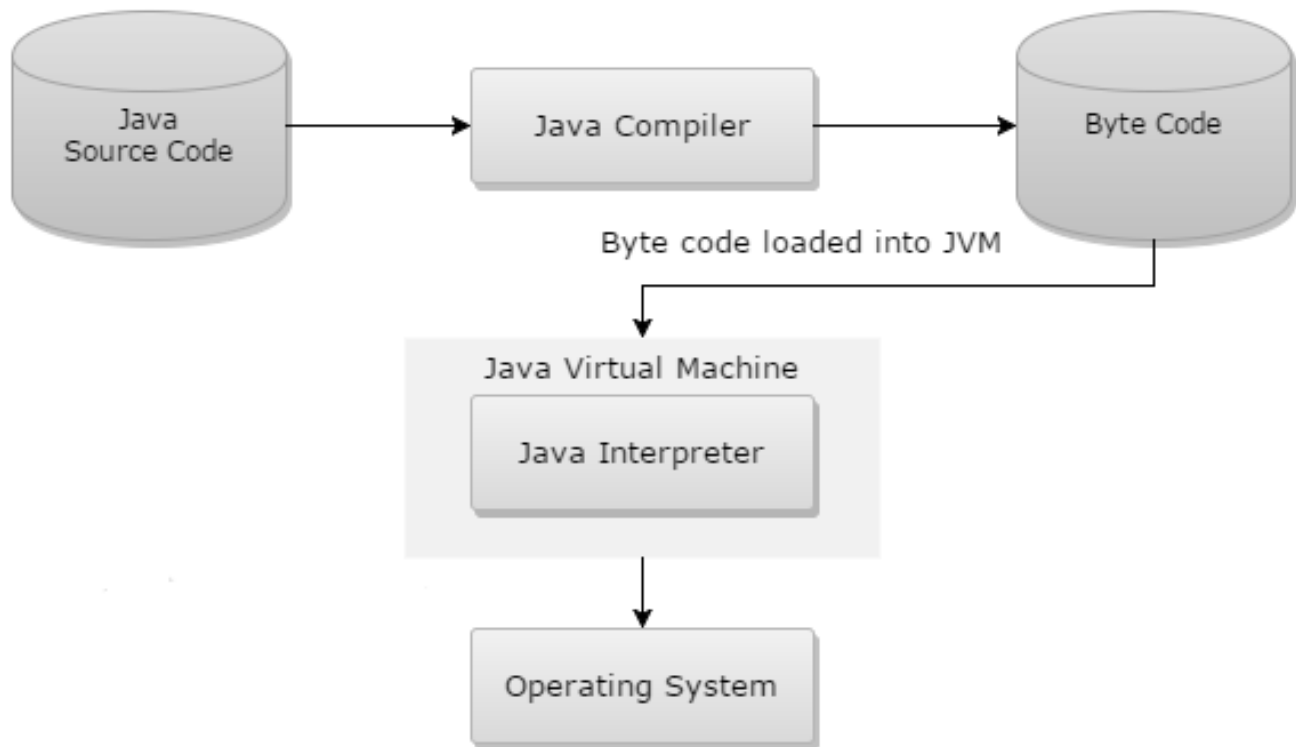 Java
Source Code
Java Compiler
Byte Code
Byte code loaded into JVM
Java Virtual Machine
Java Interpreter
Operating System